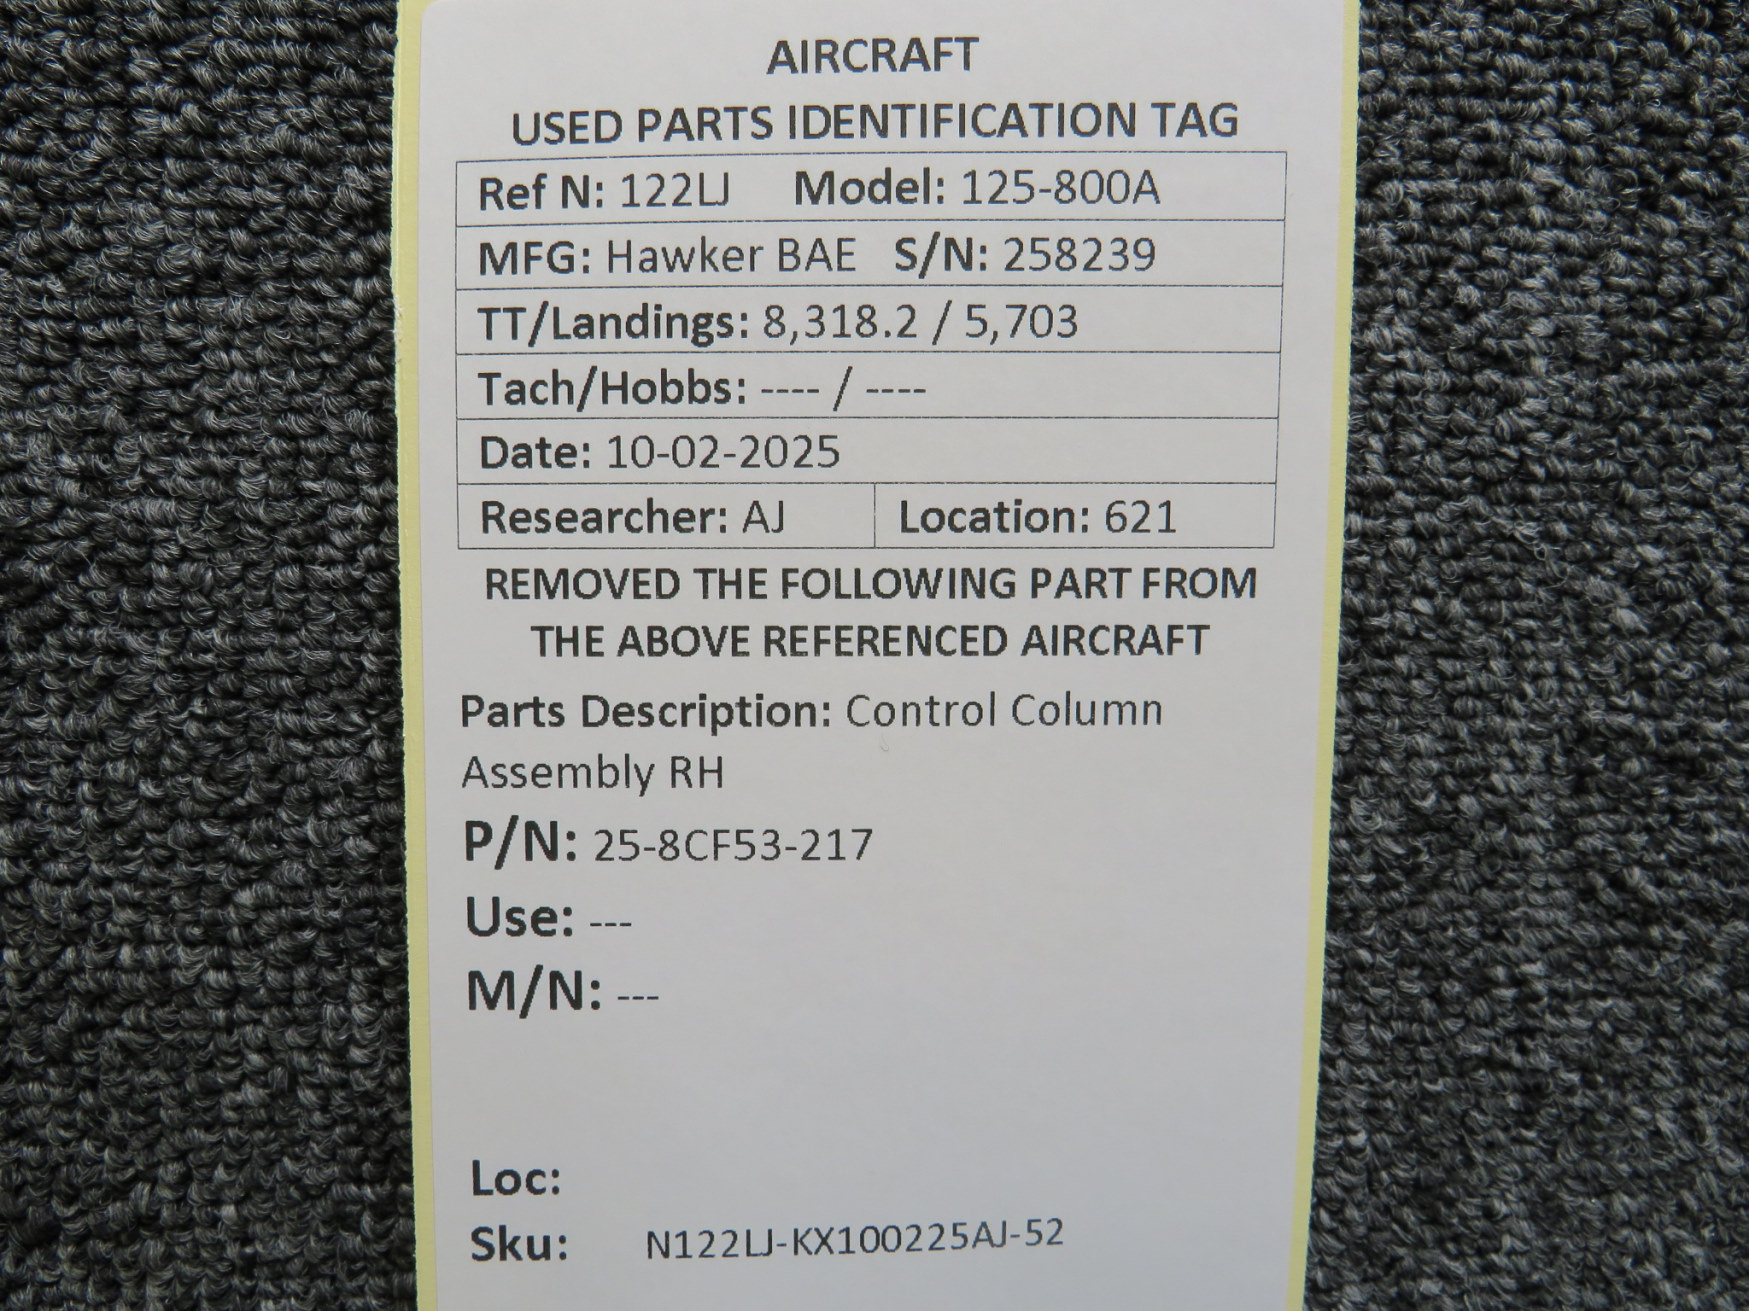 AIRCRAFT
USED PARTS IDENTIFICATION TAG
Ref N: 122LJ Model: 125-800A
MFG: Hawker BAE S/N: 258239
TT/Landings: 8,318.2 / 5,703
Tach/Hobbs: ---- / ----
Date: 10-02-2025
Researcher: AJ Location: 621
REMOVED THE FOLLOWING PART FROM
THE ABOVE REFERENCED AIRCRAFT
Parts Description: Control Column
Assembly RH
P/N: 25-8CF53-217
Use: ---
M/N: ---
Loc:
Sku: N122LJ-KX100225AJ-52